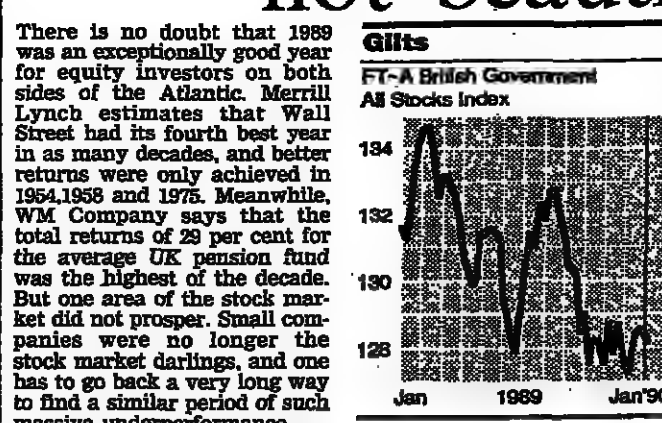 There is no doubt that 1989
was an exceptionally good year
for equity investors on both
sides of the Atlantic. Merrill
Lynch estimates that Wall
Street had its fourth best year
in as many decades, and better
returns were only achieved in
1954,1958 and 1975. Meanwhile,
WM Company says that the
total returns of 29 per cent for
the average UK pension fund
was the highest of the decade.
But one area of the stock mar-
ket did not prosper. Small com-
panies were no longer the
stock market darlings, and one
has to go back a very long way
to find a similar period of such
massive underperformance
Gilts
FT-A British Government
All Stocks Index
134
132
130
128
Jan 1989 Jan'90